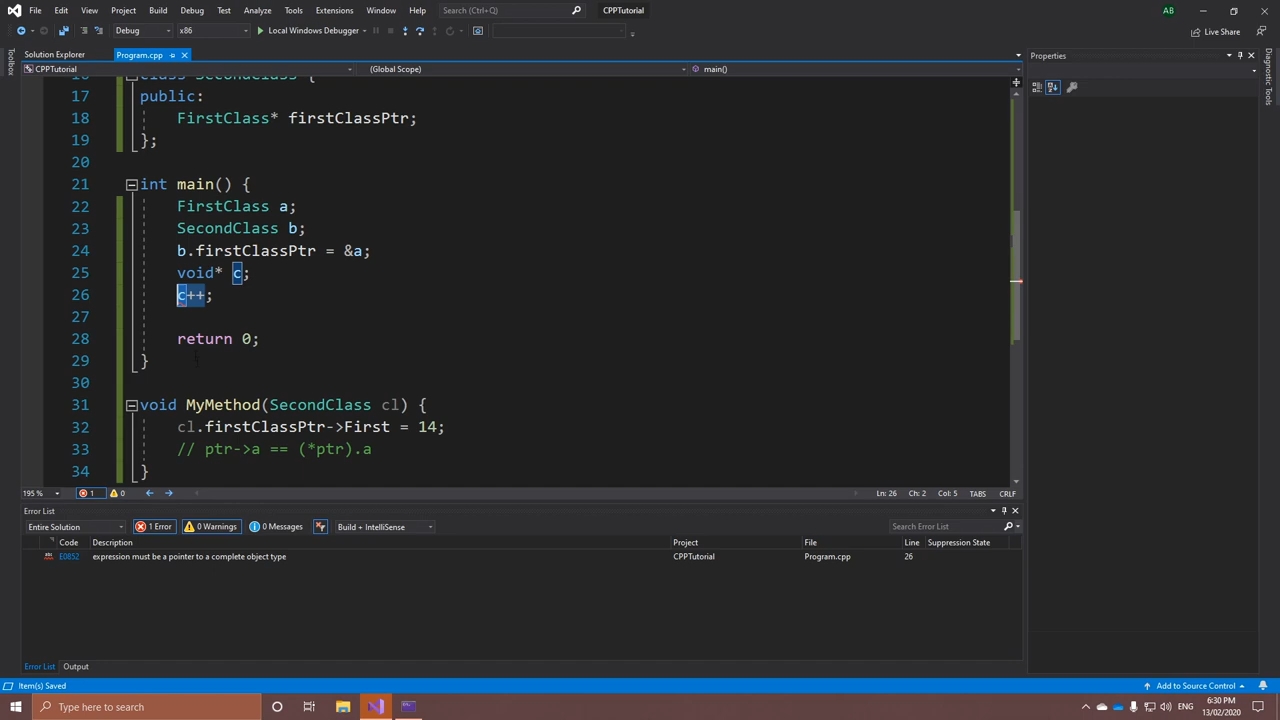 File Edit View Project Build Debug Test Analyze Tools Extensions Window Help Search (Ctrl+Q) CPPTutorial AB
Debug x86 Local Windows Debugger Live Share
Toolbox
Solution Explorer Program.cpp Properties
CPPTutorial (Global Scope) main()
Diagnostic Tools
17 public:
18 FirstClass* firstClassPtr;
19 };
20
21 int main() {
22 FirstClass a;
23 SecondClass b;
24 b.firstClassPtr = &a;
25 void* c;
26 c++;
27
28 return 0;
29 }
30
31 void MyMethod(SecondClass cl) {
32 cl.firstClassPtr->First = 14;
33 // ptr->a == (*ptr).a
34 }
195 % 1 0 Ln: 26 Ch: 2 Col: 5 TABS CRLF
Error List
Entire Solution 1 Error 0 Warnings 0 Messages Build + IntelliSense Search Error List
Code Description Project File Line Suppression State
abc E0852 expression must be a pointer to a complete object type CPPTutorial Program.cpp 26
Error List Output
Item(s) Saved Add to Source Control
Type here to search ENG 6:30 PM
13/02/2020